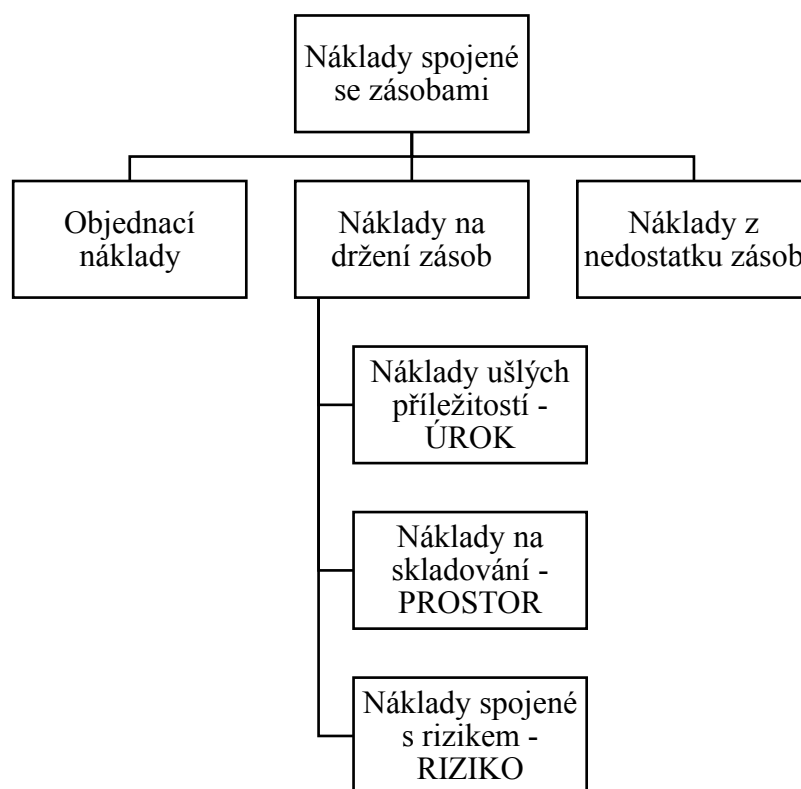 Náklady spojené
se zásobami
Objednací
náklady
Náklady na
držení zásob
Náklady z
nedostatku zásob
Náklady ušlých
příležitostí -
ÚROK
Náklady na
skladování -
PROSTOR
Náklady spojené
s rizikem -
RIZIKO